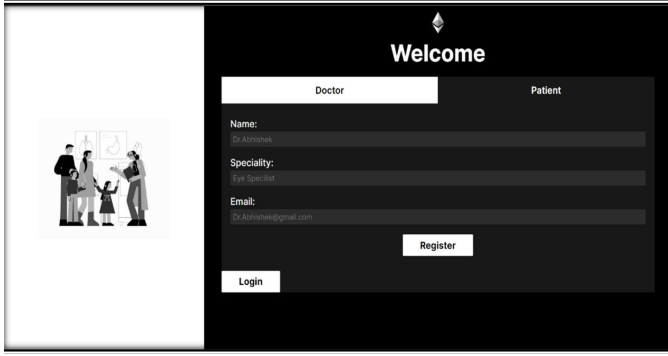 Welcome
Doctor Patient
Name:
Dr.Abhishek
Speciality:
Eye Specilist
Email:
Dr.Abhishek@gmail.com
Register
Login